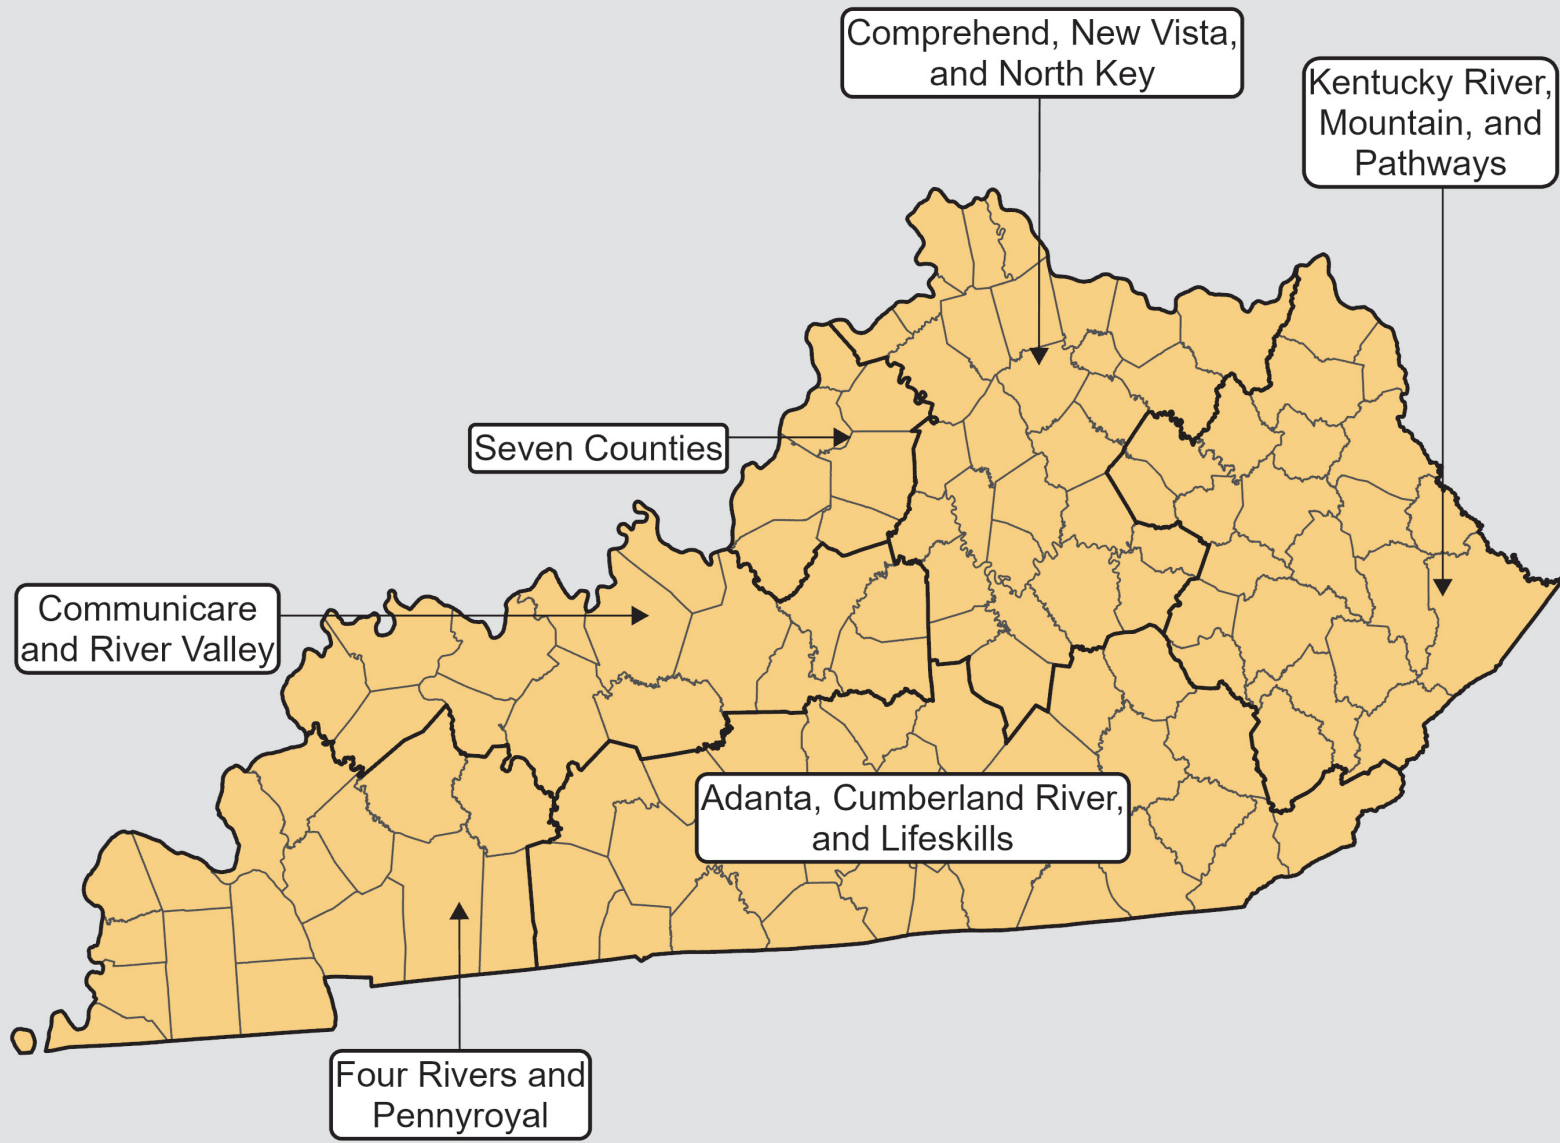 Comprehend, New Vista,
and North Key
Kentucky River,
Mountain, and
Pathways
Seven Counties
Communicare
and River Valley
Adanta, Cumberland River,
and Lifeskills
Four Rivers and
Pennyroyal